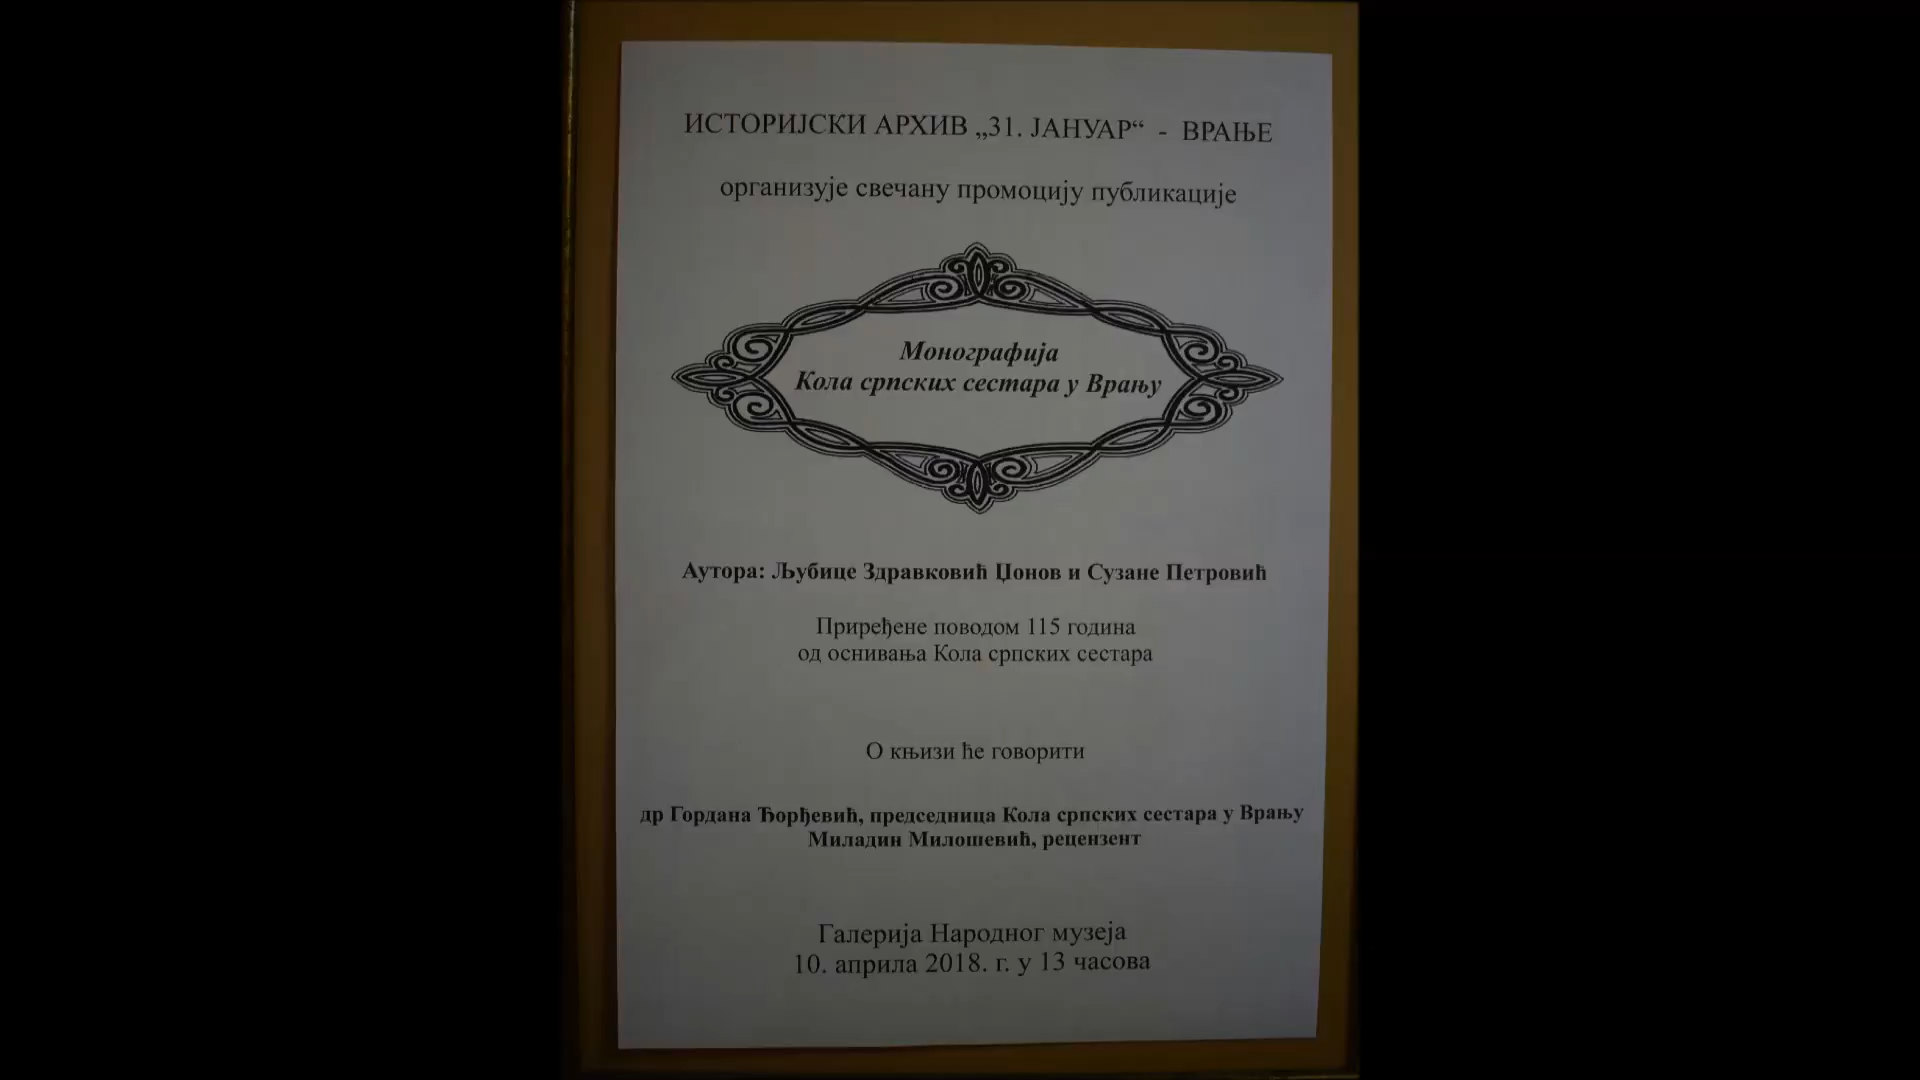 ИСТОРИЈСКИ АРХИВ „31. ЈАНУАР“ - ВРАЊЕ
организује свечану промоцију публикације
Монографија
Кола српских сестара у Врању
Аутора: Љубице Здравковић Џонов и Сузане Петровић
Приређене поводом 115 година
од оснивања Кола српских сестара
О књизи ће говорити
др Гордана Ђорђевић, председница Кола српских сестара у Врању
Миладин Милошевић, рецензент
Галерија Народног музеја
10. априла 2018. г. у 13 часова